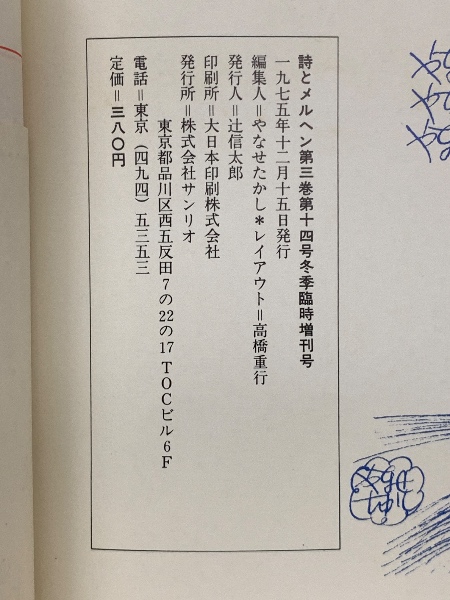 詩とメルヘン第三巻第十四号冬季臨時増刊号
一九七五年十二月十五日発行
編集人＝やなせたかし＊レイアウト＝高橋重行
発行人＝辻信太郎
印刷所＝大日本印刷株式会社
発行所＝株式会社サンリオ
東京都品川区西五反田7の22の17 TOCビル6F
電話＝東京（四九四）五三五三
定価＝三八〇円